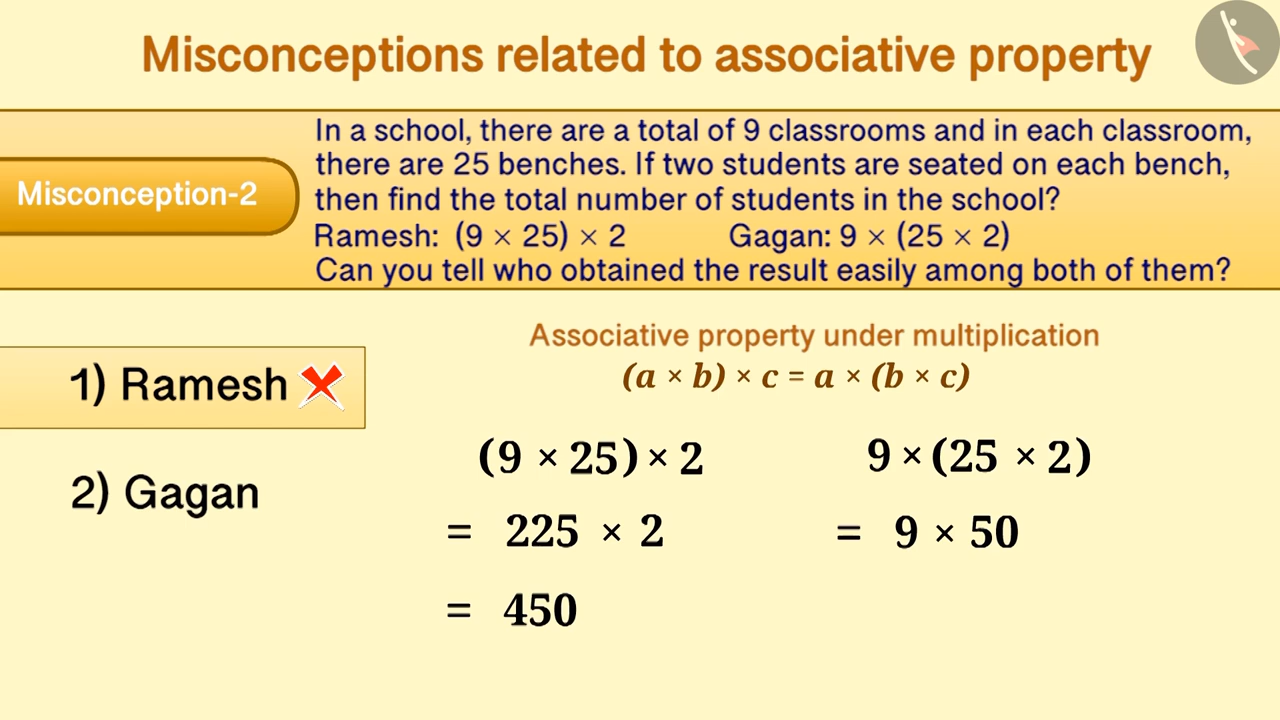 Misconceptions related to associative property
Misconception-2
In a school, there are a total of 9 classrooms and in each classroom,
there are 25 benches. If two students are seated on each bench,
then find the total number of students in the school?
Ramesh: (9 × 25) × 2 Gagan: 9 × (25 × 2)
Can you tell who obtained the result easily among both of them?
1) Ramesh
2) Gagan
Associative property under multiplication
(a × b) × c = a × (b × c)
(9 × 25) × 2
= 225 × 2
= 450
9 × (25 × 2)
= 9 × 50